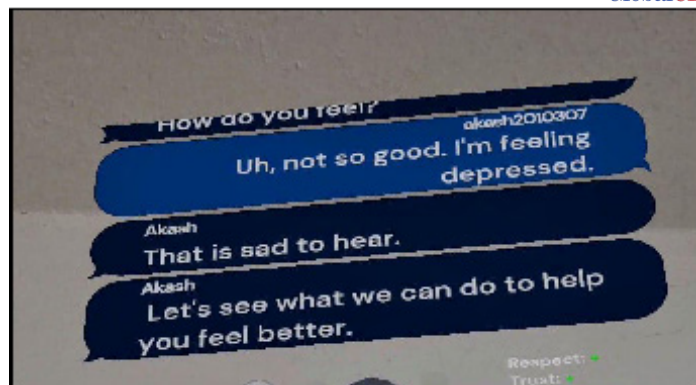 How do you feel?
akash2010307
Uh, not so good. I'm feeling
depressed.
Akash
That is sad to hear.
Akash
Let's see what we can do to help
you feel better.
Respect: +
Trust: +